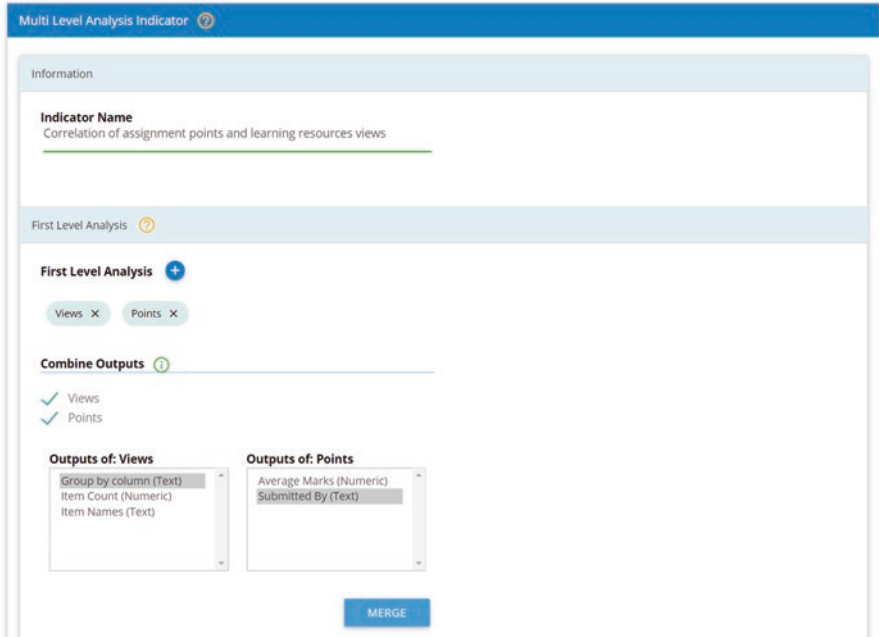 Multi Level Analysis Indicator ?
Information
Indicator Name
Correlation of assignment points and learning resources views
First Level Analysis ?
First Level Analysis +
Views × Points ×
Combine Outputs i
Views
Points
Outputs of: Views Outputs of: Points
Group by column (Text) Average Marks (Numeric)
Item Count (Numeric) Submitted By (Text)
Item Names (Text)
MERGE